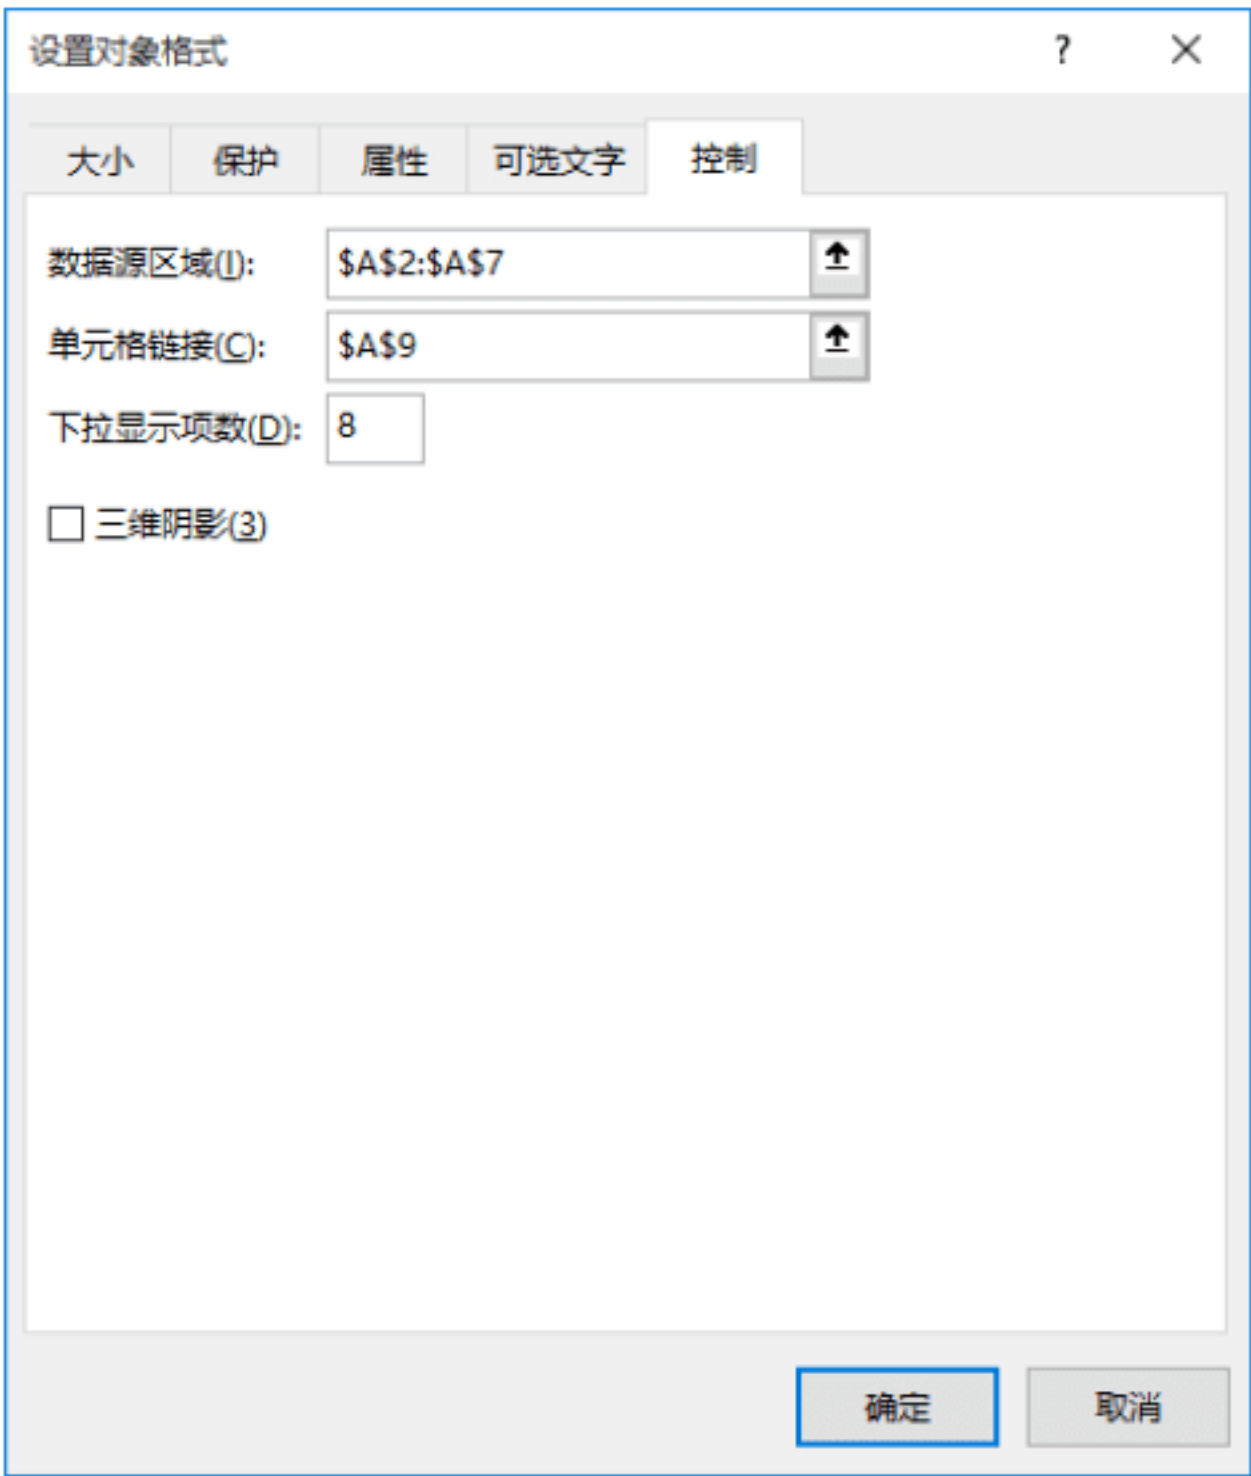 设置对象格式 ?
大小 保护 属性 可选文字 控制
数据源区域(I): $A$2:$A$7
单元格链接(C): $A$9
下拉显示项数(D): 8
三维阴影(3)
确定 取消